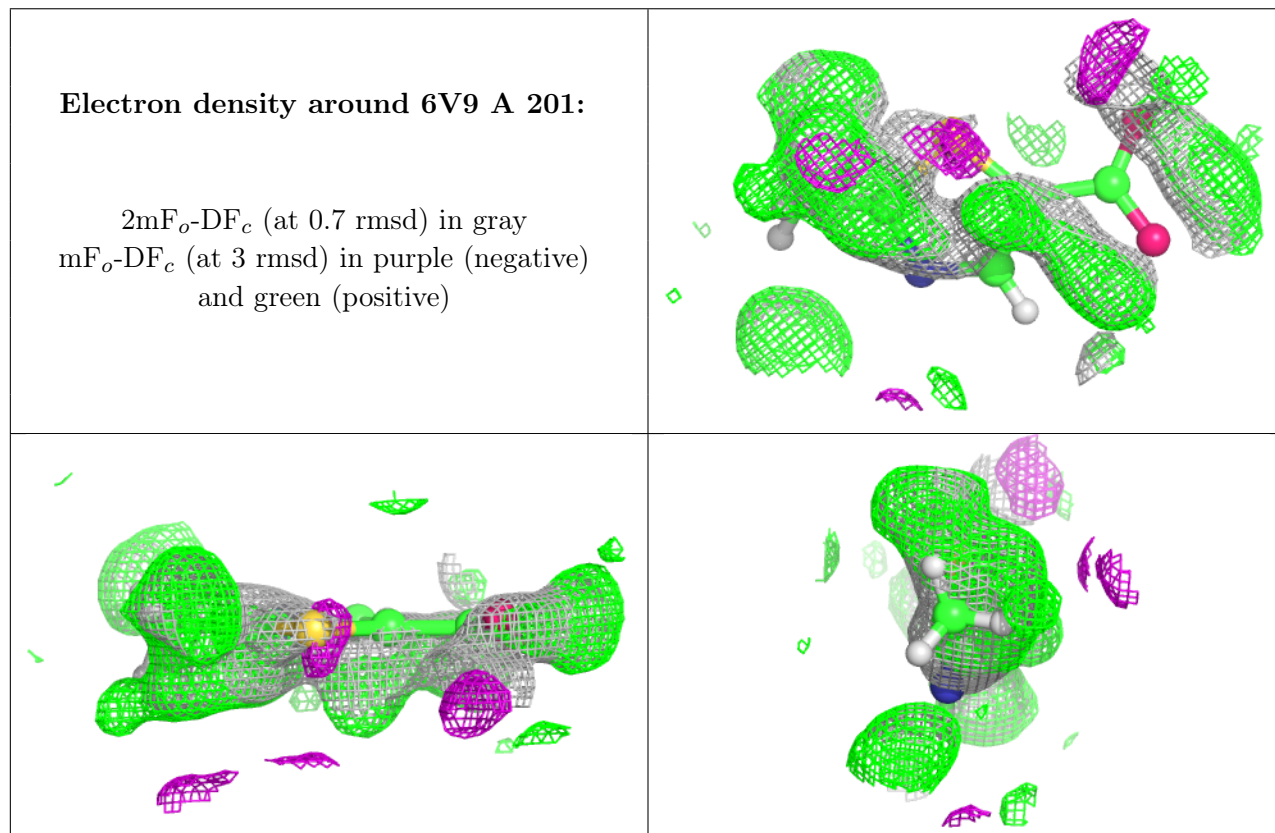 Electron density around 6V9 A 201:
2mFo-DFc (at 0.7 rmsd) in gray
mFo-DFc (at 3 rmsd) in purple (negative)
and green (positive)